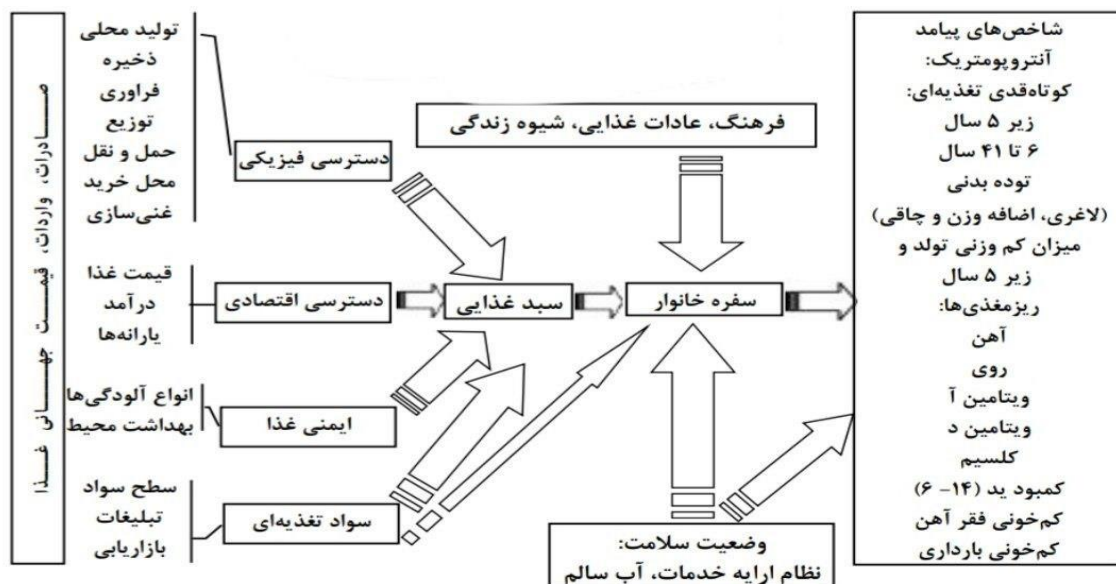 صادرات، واردات، قیمت جهانی غذا
تولید محلی
ذخیره
فراوری
توزیع
حمل و نقل
محل خرید
غنی‌سازی
قیمت غذا
درآمد
یارانه‌ها
انواع آلودگی‌ها
بهداشت محیط
سطح سواد
تبلیغات
بازاریابی
دسترسی فیزیکی
دسترسی اقتصادی
ایمنی غذا
سواد تغذیه‌ای
سبد غذایی
فرهنگ، عادات غذایی، شیوه زندگی
سفره خانوار
وضعیت سلامت:
نظام ارایه خدمات، آب سالم
شاخص‌های پیامد
آنتروپومتریک:
کوتاه‌قدی تغذیه‌ای:
زیر ۵ سال
۶ تا ۴۱ سال
توده بدنی
(لاغری، اضافه وزن و چاقی)
میزان کم وزنی تولد و
زیر ۵ سال
ریزمغذی‌ها:
آهن
روی
ویتامین آ
ویتامین د
کلسیم
کمبود ید (۱۴- ۶)
کم‌خونی فقر آهن
کم‌خونی بارداری